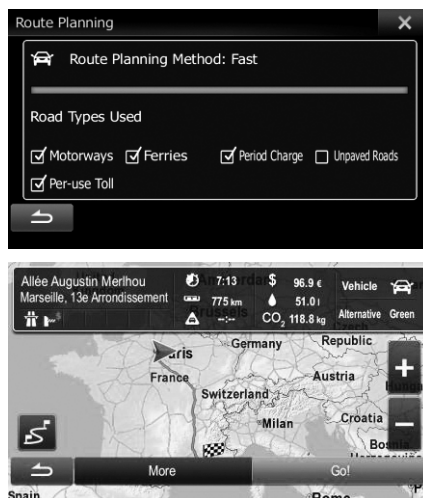 Route Planning
Route Planning Method: Fast
Road Types Used
Motorways Ferries Period Charge Unpaved Roads
Per-use Toll
Allée Augustin Merlhou
Marseille, 13e Arrondissement
7:13
775 km
--:--
$ 96.9 €
51.0 l
CO2 118.8 kg
Vehicle
Alternative Green
Germany
Republic
France
Switzerland
Austria
Milan
Croatia
More
Go!
Spain
Rome